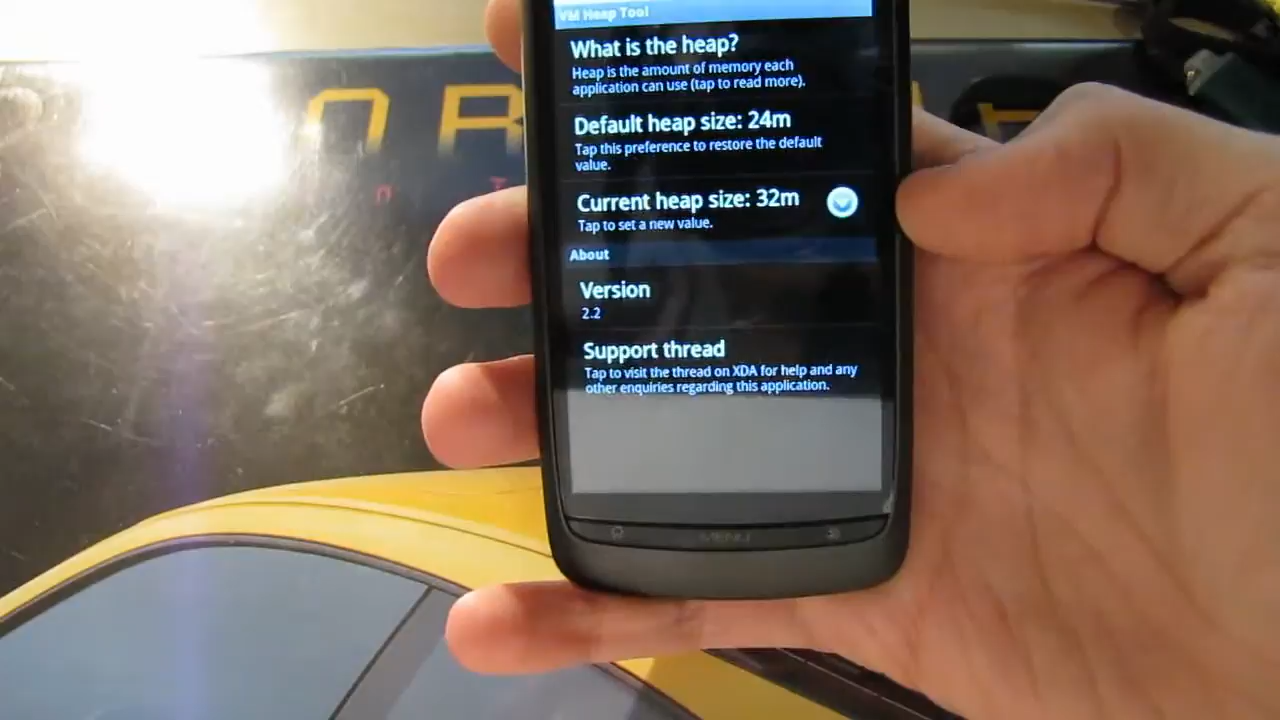 VM Heap Tool
What is the heap?
Heap is the amount of memory each
application can use (tap to read more).
Default heap size: 24m
Tap this preference to restore the default
value.
Current heap size: 32m
Tap to set a new value.
About
Version
2.2
Support thread
Tap to visit the thread on XDA for help and any
other enquiries regarding this application.
MENU